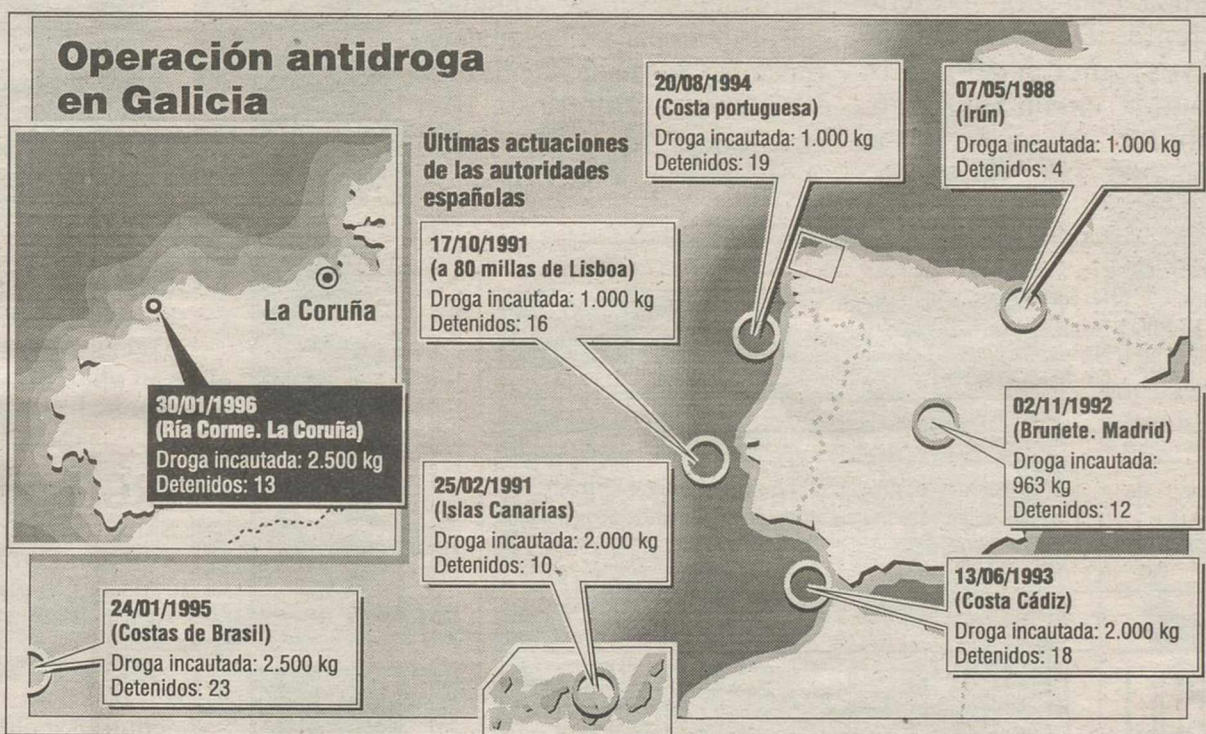 Operación antidroga
en Galicia
La Coruña
30/01/1996
(Ría Corme. La Coruña)
Droga incautada: 2.500 kg
Detenidos: 13
24/01/1995
(Costas de Brasil)
Droga incautada: 2.500 kg
Detenidos: 23
Últimas actuaciones
de las autoridades
españolas
17/10/1991
(a 80 millas de Lisboa)
Droga incautada: 1.000 kg
Detenidos: 16
25/02/1991
(Islas Canarias)
Droga incautada: 2.000 kg
Detenidos: 10
20/08/1994
(Costa portuguesa)
Droga incautada: 1.000 kg
Detenidos: 19
07/05/1988
(Irún)
Droga incautada: 1.000 kg
Detenidos: 4
02/11/1992
(Brunete. Madrid)
Droga incautada:
963 kg
Detenidos: 12
13/06/1993
(Costa Cádiz)
Droga incautada: 2.000 kg
Detenidos: 18